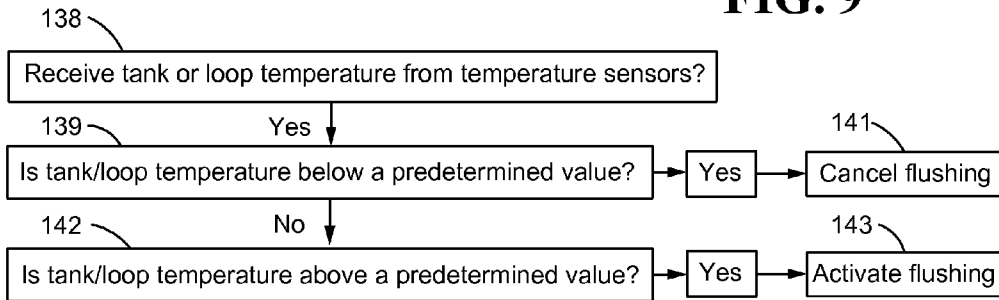 FIG. 9
138
Receive tank or loop temperature from temperature sensors?
Yes
139
Is tank/loop temperature below a predetermined value?
Yes
141
Cancel flushing
No
142
Is tank/loop temperature above a predetermined value?
Yes
143
Activate flushing